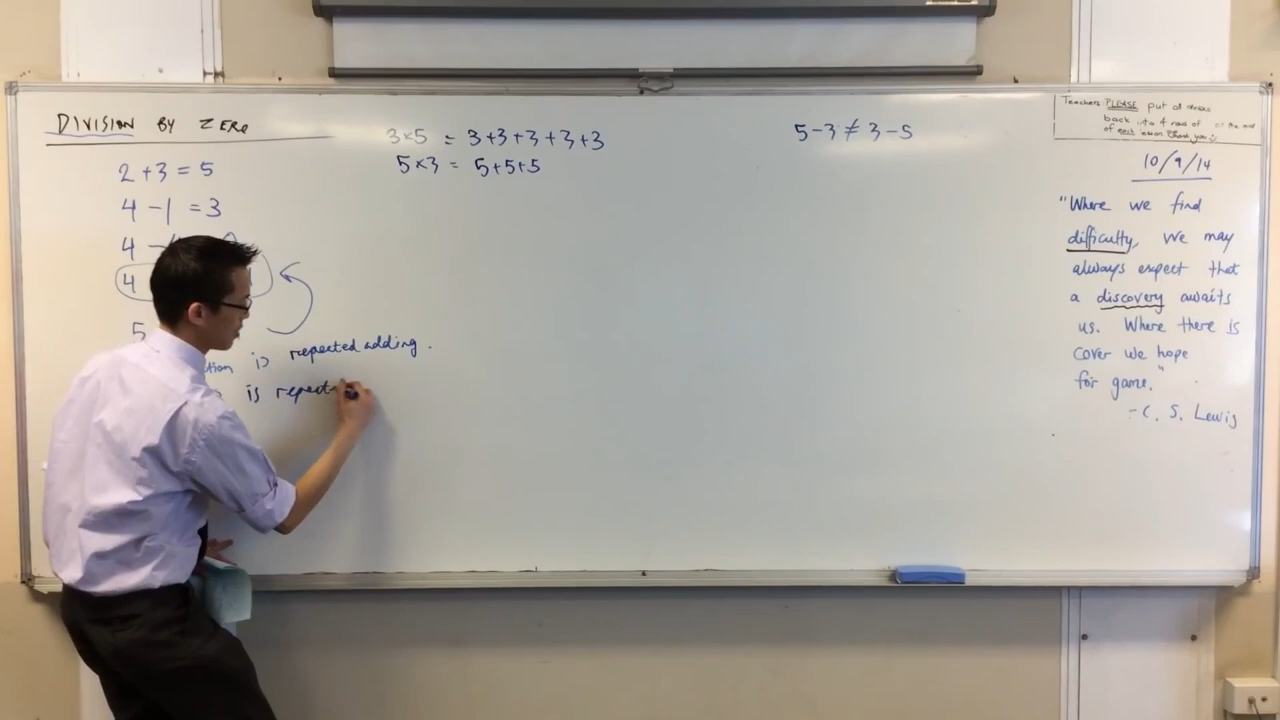 DIVISION BY ZERO
2 + 3 = 5
4 - 1 = 3
4 -
4
5
is repeated adding.
is repeat
3×5 = 3+3+3+3+3
5×3 = 5+5+5
5-3 ≠ 3-5
Teachers PLEASE put all
back into 4 rows of at the end
of each lesson Thank you
10/9/14
"Where we find
difficulty, we may
always expect that
a discovery awaits
us. Where there is
cover we hope
for game."
- C. S. Lewis